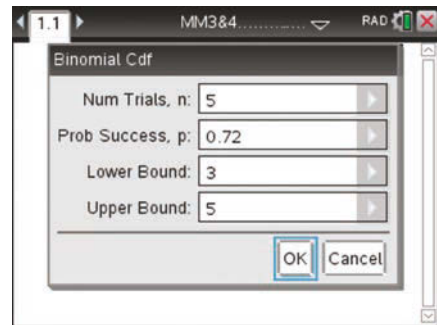 1.1 MM3&4............. RAD
Binomial Cdf
Num Trials, n: 5
Prob Success, p: 0.72
Lower Bound: 3
Upper Bound: 5
OK Cancel